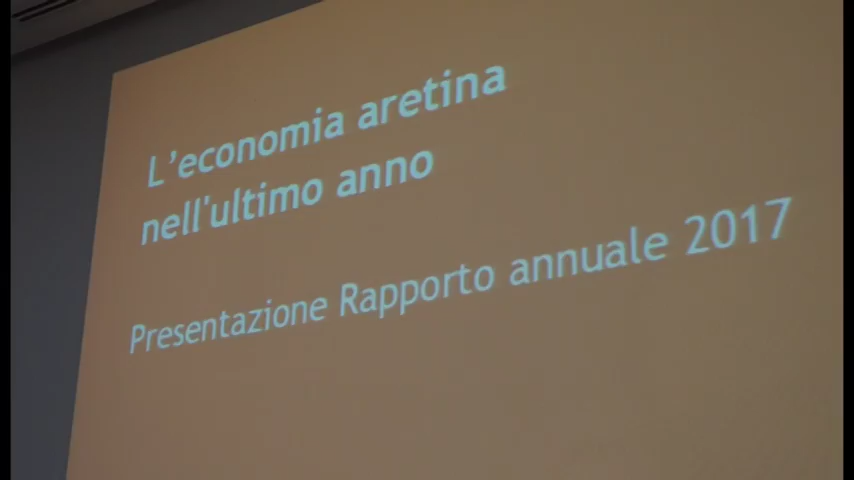 L'economia aretina
nell'ultimo anno
Presentazione Rapporto annuale 2017